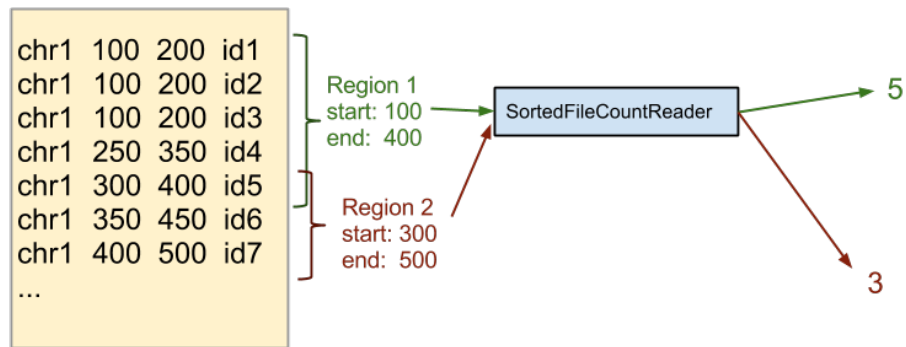 chr1 100 200 id1
chr1 100 200 id2
chr1 100 200 id3
chr1 250 350 id4
chr1 300 400 id5
chr1 350 450 id6
chr1 400 500 id7
...
Region 1
start: 100
end: 400
Region 2
start: 300
end: 500
SortedFileCountReader
5
3